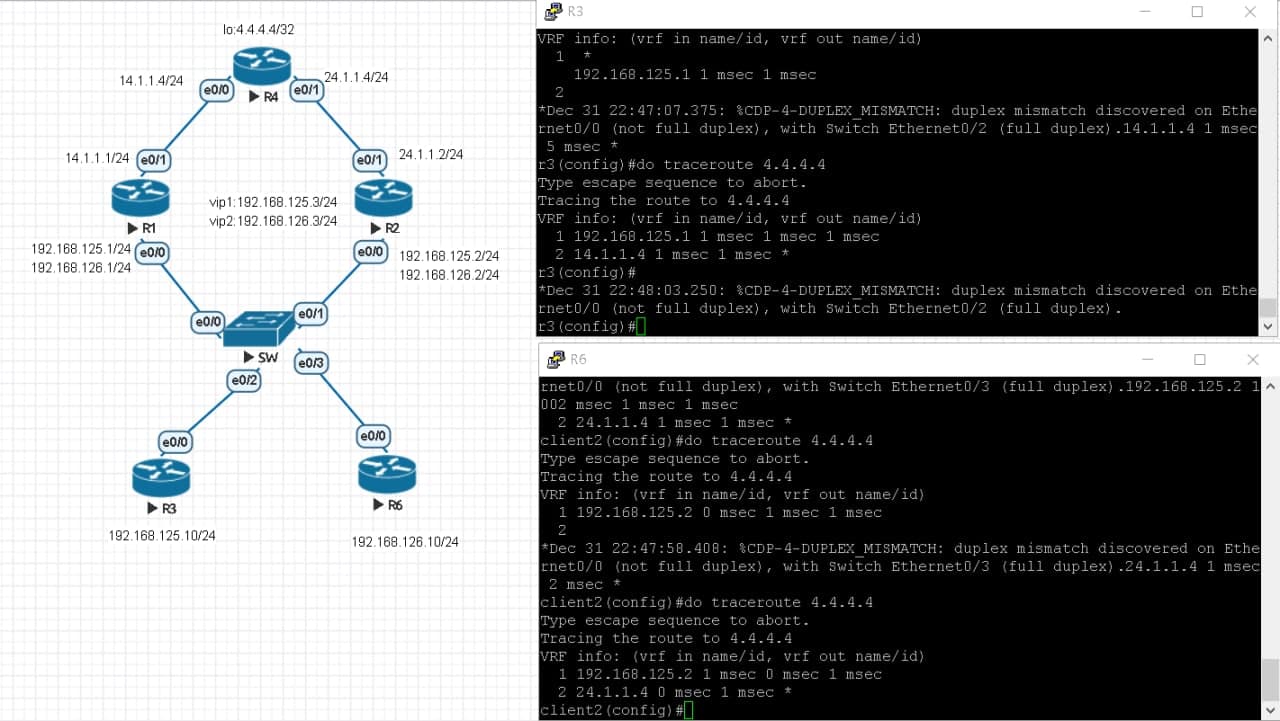 lo:4.4.4.4/32
14.1.1.4/24
24.1.1.4/24
e0/0
e0/1
R4
14.1.1.1/24
e0/1
e0/1
24.1.1.2/24
vip1:192.168.125.3/24
vip2:192.168.126.3/24
R1
R2
192.168.125.1/24
192.168.126.1/24
e0/0
e0/0
192.168.125.2/24
192.168.126.2/24
e0/0
e0/1
SW
e0/3
e0/2
e0/0
e0/0
R3
R6
192.168.125.10/24
192.168.126.10/24
R3
VRF info: (vrf in name/id, vrf out name/id)
1 *
192.168.125.1 1 msec 1 msec
2
*Dec 31 22:47:07.375: %CDP-4-DUPLEX_MISMATCH: duplex mismatch discovered on Ethe
rnet0/0 (not full duplex), with Switch Ethernet0/2 (full duplex).14.1.1.4 1 msec
5 msec *
r3(config)#do traceroute 4.4.4.4
Type escape sequence to abort.
Tracing the route to 4.4.4.4
VRF info: (vrf in name/id, vrf out name/id)
1 192.168.125.1 1 msec 1 msec 1 msec
2 14.1.1.4 1 msec 1 msec *
r3(config)#
*Dec 31 22:48:03.250: %CDP-4-DUPLEX_MISMATCH: duplex mismatch discovered on Ethe
rnet0/0 (not full duplex), with Switch Ethernet0/2 (full duplex).
r3(config)#
R6
rnet0/0 (not full duplex), with Switch Ethernet0/3 (full duplex).192.168.125.2 1
002 msec 1 msec 1 msec
2 24.1.1.4 1 msec 1 msec *
client2(config)#do traceroute 4.4.4.4
Type escape sequence to abort.
Tracing the route to 4.4.4.4
VRF info: (vrf in name/id, vrf out name/id)
1 192.168.125.2 0 msec 1 msec 1 msec
2
*Dec 31 22:47:58.408: %CDP-4-DUPLEX_MISMATCH: duplex mismatch discovered on Ethe
rnet0/0 (not full duplex), with Switch Ethernet0/3 (full duplex).24.1.1.4 1 msec
2 msec *
client2(config)#do traceroute 4.4.4.4
Type escape sequence to abort.
Tracing the route to 4.4.4.4
VRF info: (vrf in name/id, vrf out name/id)
1 192.168.125.2 1 msec 0 msec 1 msec
2 24.1.1.4 0 msec 1 msec *
client2(config)#